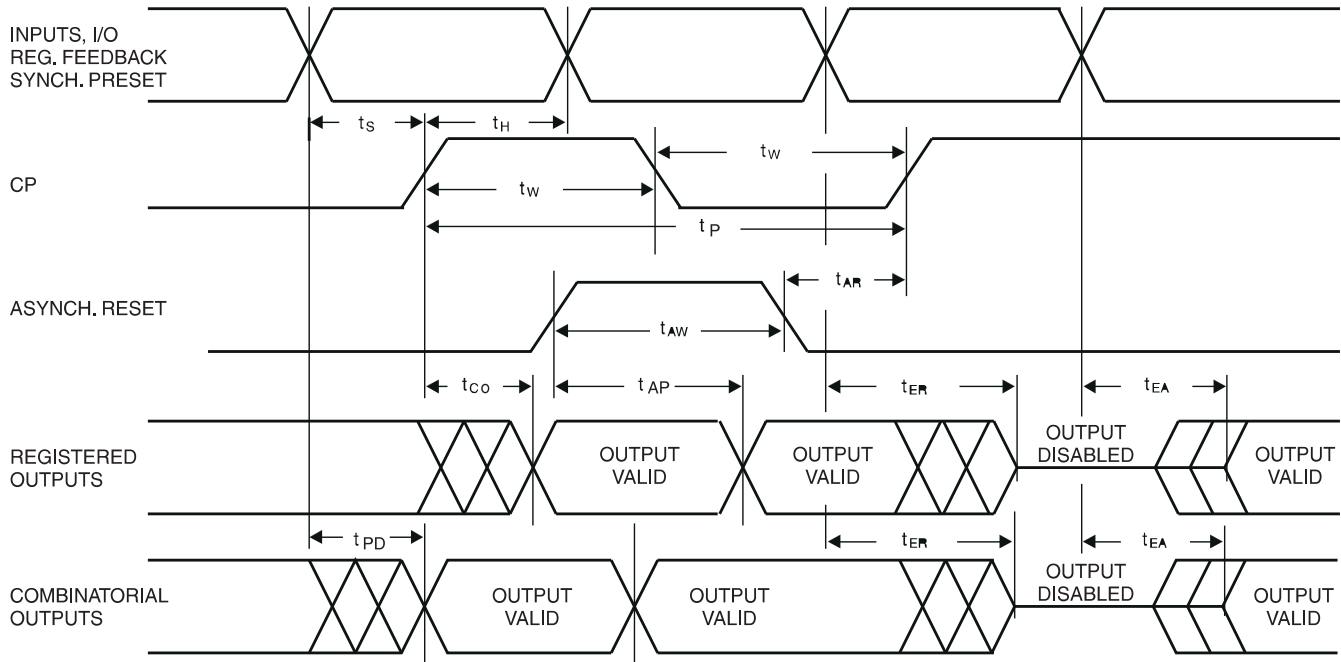 INPUTS, I/O
REG. FEEDBACK
SYNCH. PRESET
tS
tH
CP
tW
tW
tP
ASYNCH. RESET
tAR
tAW
tCO
tAP
tER
tEA
REGISTERED
OUTPUTS
OUTPUT
VALID
OUTPUT
VALID
OUTPUT
DISABLED
OUTPUT
VALID
tPD
tER
tEA
COMBINATORIAL
OUTPUTS
OUTPUT
VALID
OUTPUT
VALID
OUTPUT
DISABLED
OUTPUT
VALID